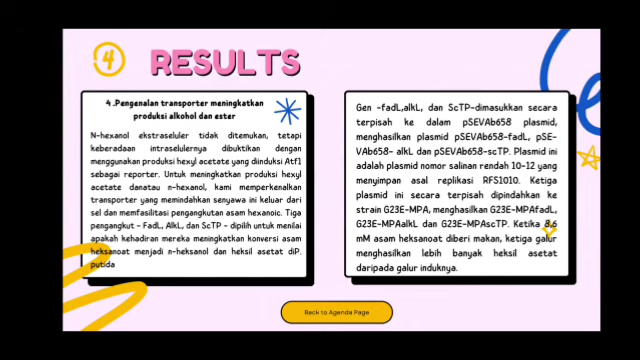 4
RESULTS
4 .Pengenalan transporter meningkatkan
produksi alkohol dan ester
N-hexanol ekstraseluler tidak ditemukan, tetapi
keberadaan intraselulernya dibuktikan dengan
menggunakan produksi hexyl acetate yang diinduksi Atf1
sebagai reporter. Untuk meningkatkan produksi hexyl
acetate danatau n-hexanol, kami memperkenalkan
transporter yang memindahkan senyawa ini keluar dari
sel dan memfasilitasi pengangkutan asam hexanoic. Tiga
pengangkut - FadL, AlkL, dan ScTP - dipilih untuk menilai
apakah kehadiran mereka meningkatkan konversi asam
heksanoat menjadi n-heksanol dan heksil asetat diP.
putida
Gen -fadL,alkL, dan ScTP-dimasukkan secara
terpisah ke dalam pSEVAb658 plasmid,
menghasilkan plasmid pSEVAb658-fadL, pSE-
VAb658- alkL dan pSEVAb658-scTP. Plasmid ini
adalah plasmid nomor salinan rendah 10-12 yang
menyimpan asal replikasi RFS1010. Ketiga
plasmid ini secara terpisah dipindahkan ke
strain G23E-MPA, menghasilkan G23E-MPAfadL,
G23E-MPAalkL dan G23E-MPAscTP. Ketika 3,6
mM asam heksanoat diberi makan, ketiga galur
menghasilkan lebih banyak heksil asetat
daripada galur induknya.
Back to Agenda Page